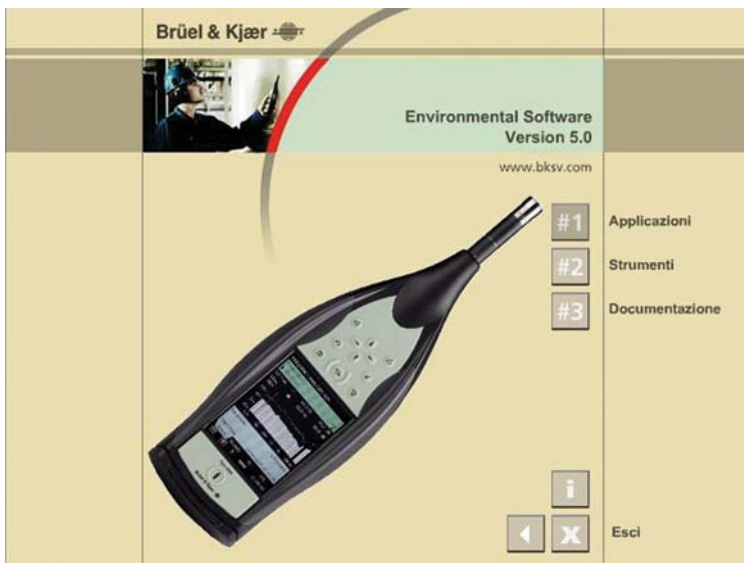 Brüel & Kjær
Environmental Software
Version 5.0
www.bksv.com
#1 Applicazioni
#2 Strumenti
#3 Documentazione
i
x Esci